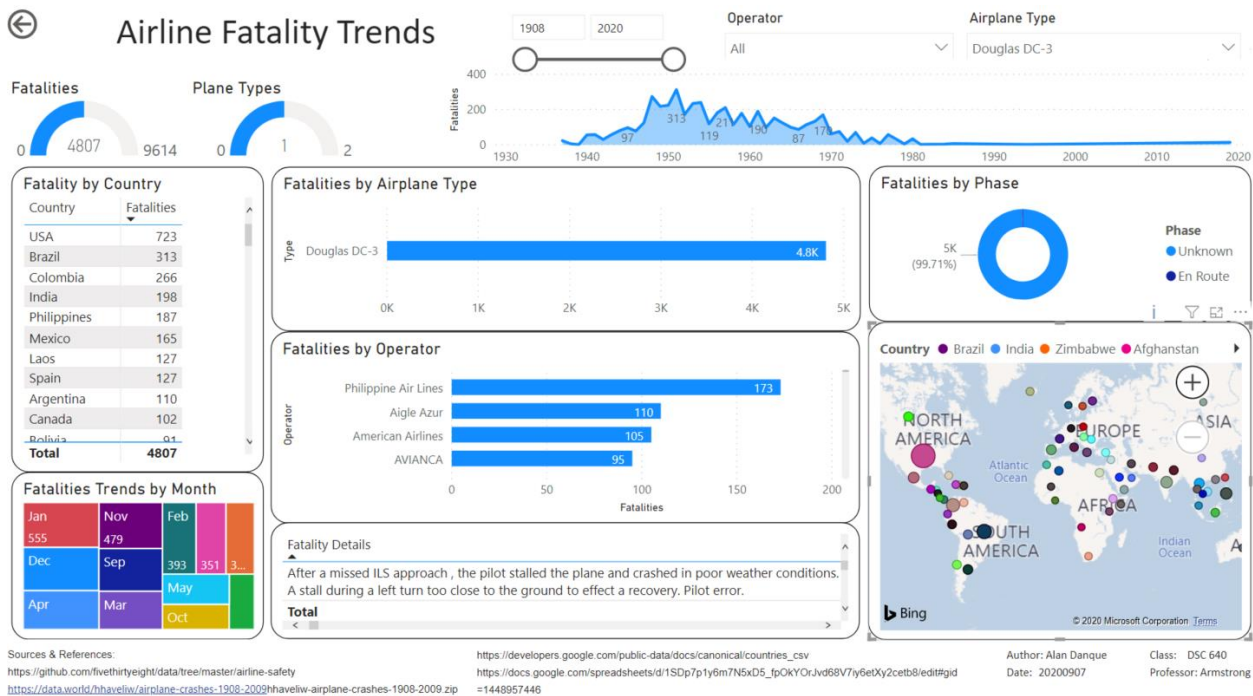 Airline Fatality Trends
1908
2020
Operator
All
Airplane Type
Douglas DC-3
Fatalities
0
4807
9614
Plane Types
0
1
2
Fatalities
400
200
0
97
313
119
190
87
1930
1940
1950
1960
1970
1980
1990
2000
2010
2020
Fatality by Country
Country Fatalities
USA 723
Brazil 313
Colombia 266
India 198
Philippines 187
Mexico 165
Laos 127
Spain 127
Argentina 110
Canada 102
Bolivia 91
Total 4807
Fatalities by Airplane Type
Type
Douglas DC-3
4.8K
0K 1K 2K 3K 4K 5K
Fatalities by Phase
5K
(99.71%)
Phase
Unknown
En Route
Fatalities by Operator
Operator
Philippine Air Lines 173
Aigle Azur 110
American Airlines 105
AVIANCA 95
0 50 100 150 200
Fatalities
Country Brazil India Zimbabwe Afghanistan
NORTH
AMERICA
EUROPE
ASIA
Atlantic
Ocean
AFRICA
SOUTH
AMERICA
Indian
Ocean
A
Bing
© 2020 Microsoft Corporation Terms
Fatalities Trends by Month
Jan
555
Nov
479
Feb
393
351
3...
Dec
Sep
May
Apr
Mar
Oct
Fatality Details
After a missed ILS approach , the pilot stalled the plane and crashed in poor weather conditions.
A stall during a left turn too close to the ground to effect a recovery. Pilot error.
Total
Sources & References:
https://github.com/fivethirtyeight/data/tree/master/airline-safety
https://data.world/hhaveliw/airplane-crashes-1908-2009hhaveliw-airplane-crashes-1908-2009.zip
https://developers.google.com/public-data/docs/canonical/countries_csv
https://docs.google.com/spreadsheets/d/1SDp7p1y6m7N5xD5_fpOkYOrJvd68V7iy6etXy2cetb8/edit#gid
=1448957446
Author: Alan Danque
Date: 20200907
Class: DSC 640
Professor: Armstrong